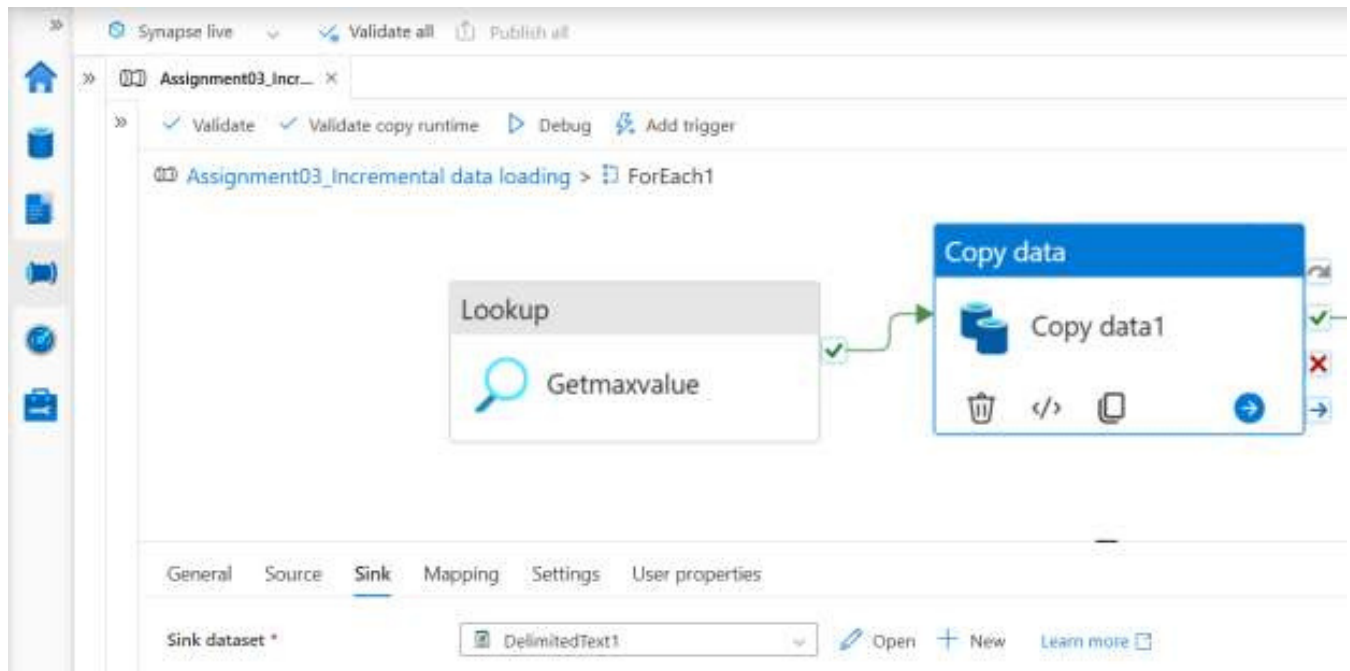 Synapse live Validate all Publish all
Assignment03_Incr...
Validate Validate copy runtime Debug Add trigger
Assignment03_Incremental data loading > ForEach1
Copy data
Lookup
Copy data1
Getmaxvalue
General Source Sink Mapping Settings User properties
Sink dataset * DelimitedText1 Open New Learn more